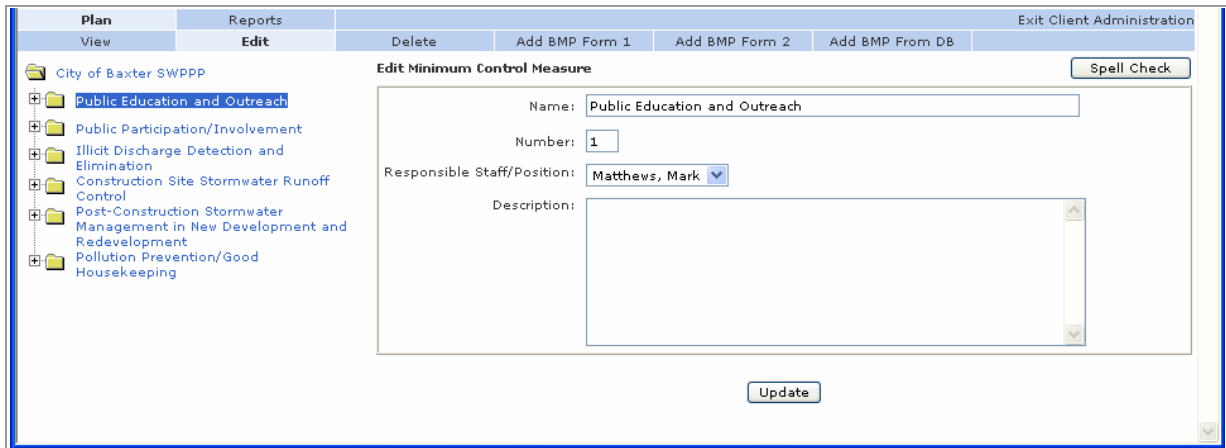 Plan Reports Exit Client Administration
View Edit Delete Add BMP Form 1 Add BMP Form 2 Add BMP From DB
City of Baxter SWPPP
Public Education and Outreach
Public Participation/Involvement
Illicit Discharge Detection and
Elimination
Construction Site Stormwater Runoff
Control
Post-Construction Stormwater
Management in New Development and
Redevelopment
Pollution Prevention/Good
Housekeeping
Edit Minimum Control Measure Spell Check
Name: Public Education and Outreach
Number: 1
Responsible Staff/Position: Matthews, Mark
Description:
Update